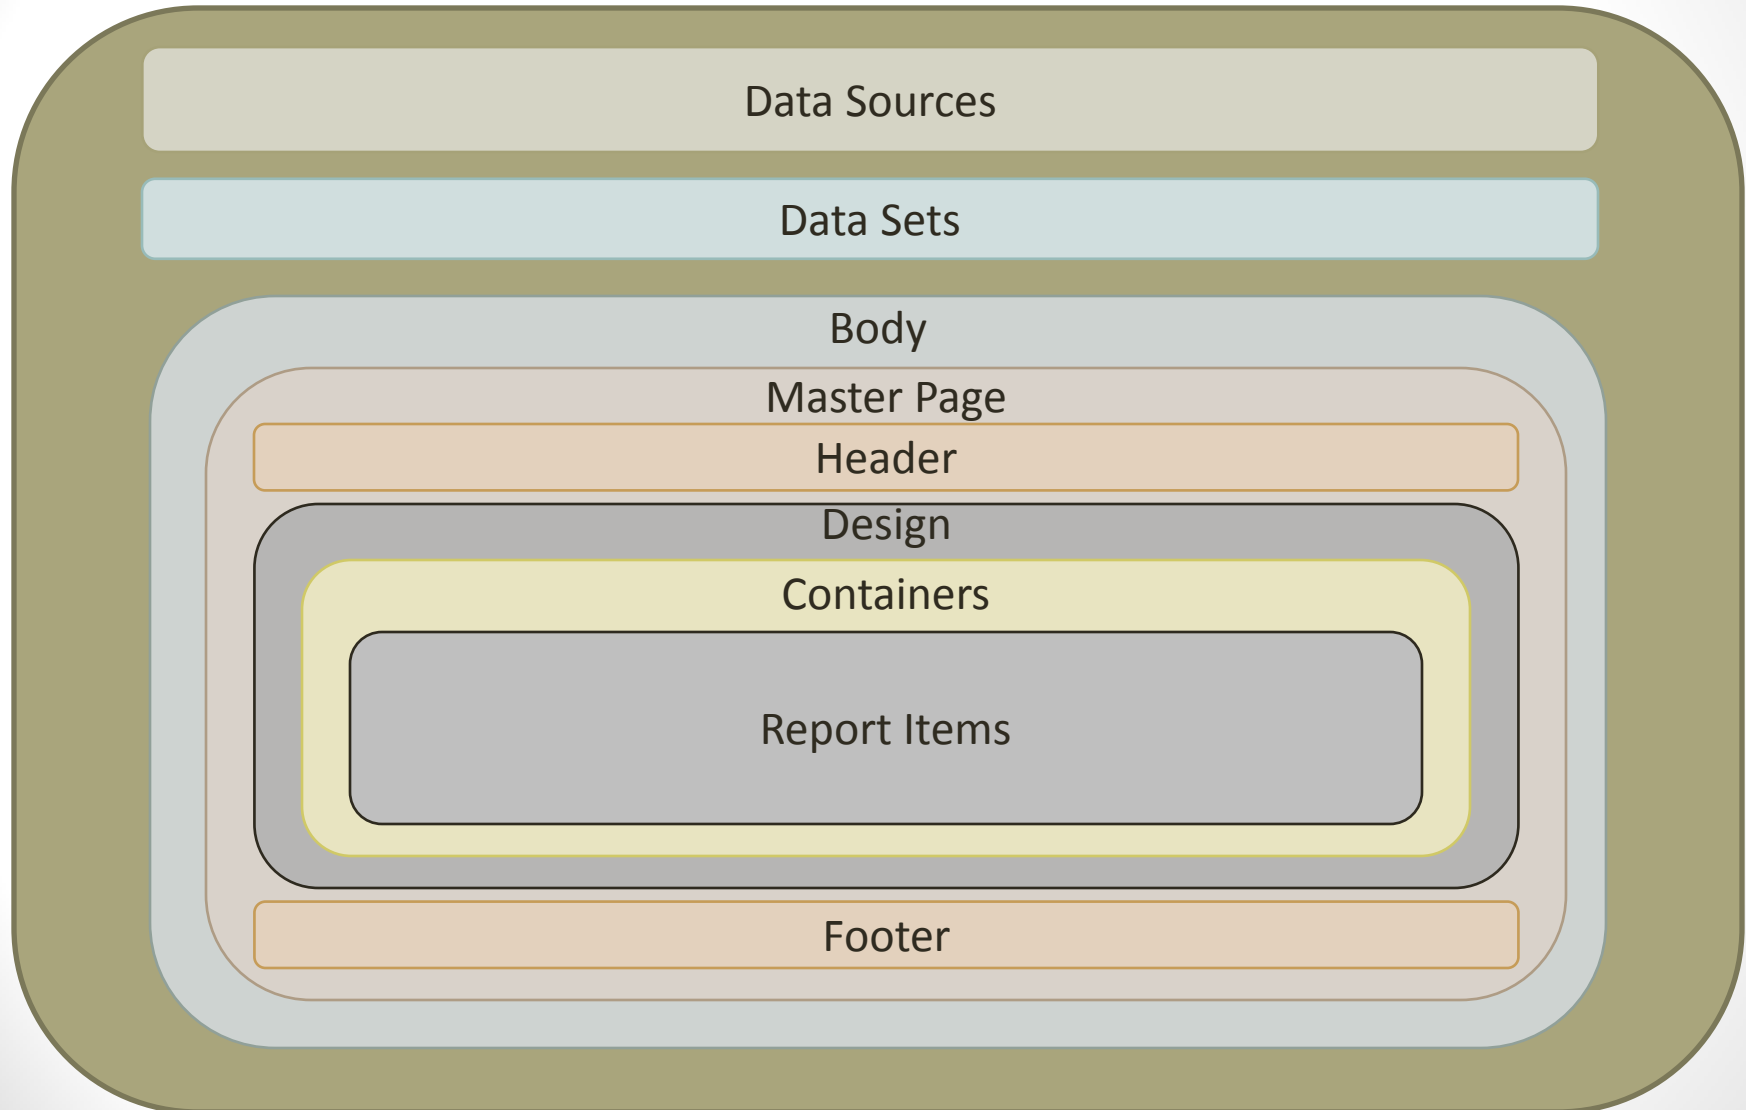 Data Sources
Data Sets
Body
Master Page
Header
Design
Containers
Report Items
Footer